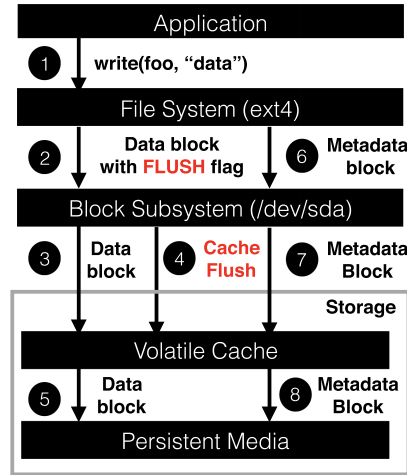 Application
1 write(foo, “data”)
File System (ext4)
2 Data block
with FLUSH flag
6 Metadata
block
Block Subsystem (/dev/sda)
3 Data
block
4 Cache
Flush
7 Metadata
Block
Storage
Volatile Cache
5 Data
block
8 Metadata
Block
Persistent Media